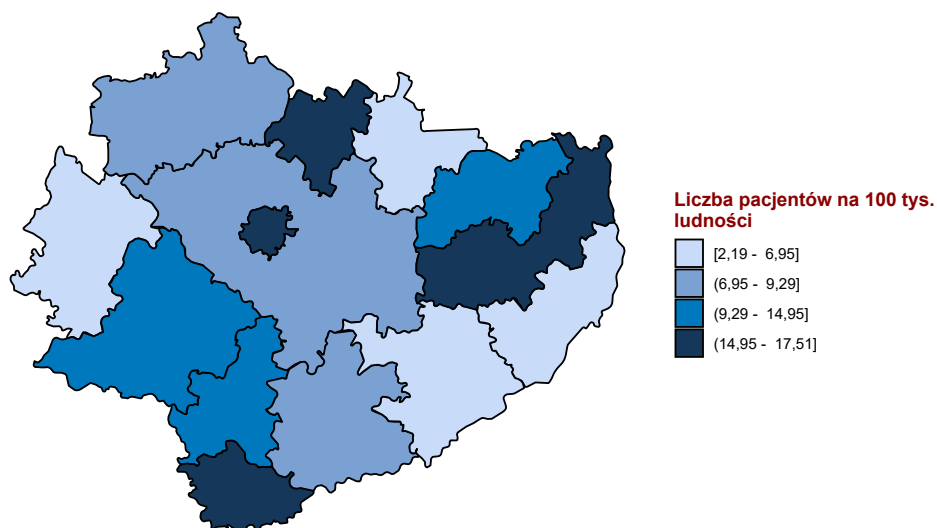 Liczba pacjentów na 100 tys.
ludności
[2,19 - 6,95]
(6,95 - 9,29]
(9,29 - 14,95]
(14,95 - 17,51]